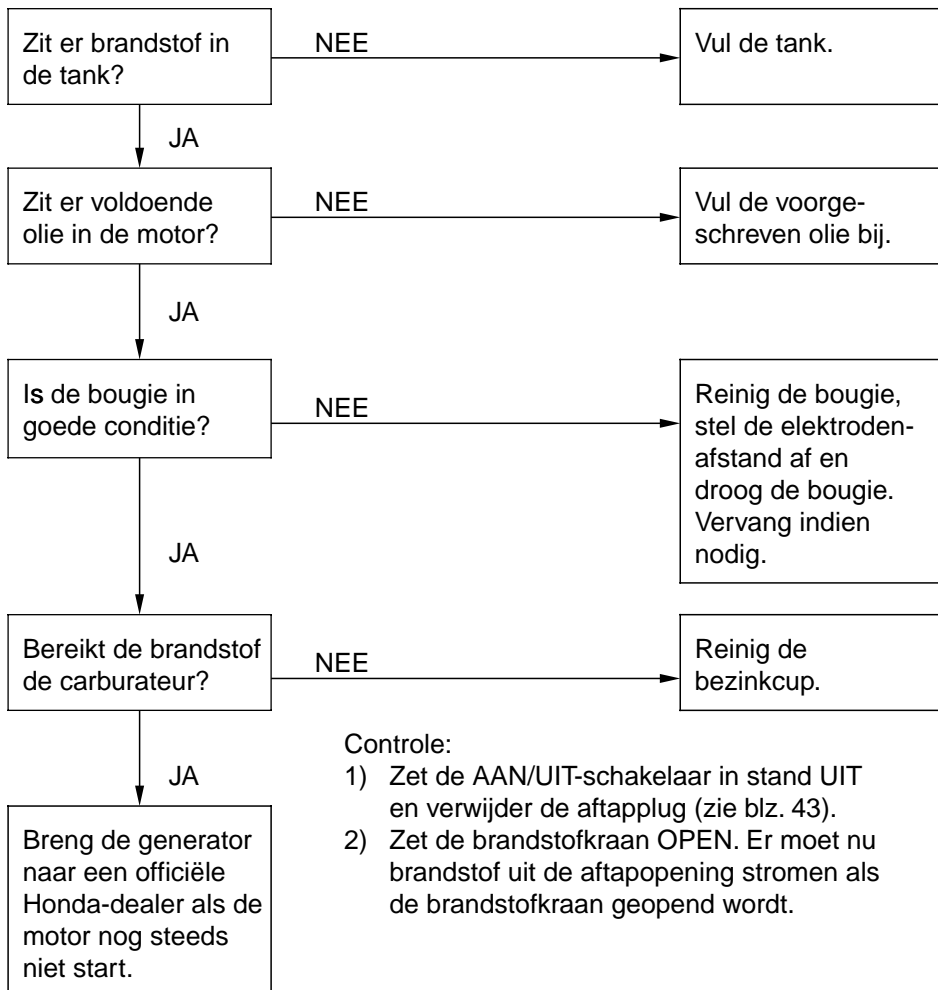 Zit er brandstof in
de tank?
NEE
Vul de tank.
JA
Zit er voldoende
olie in de motor?
NEE
Vul de voorge-
schreven olie bij.
JA
Is de bougie in
goede conditie?
NEE
Reinig de bougie,
stel de elektroden-
afstand af en
droog de bougie.
Vervang indien
nodig.
JA
Bereikt de brandstof
de carburateur?
NEE
Reinig de
bezinkcup.
JA
Controle:
1) Zet de AAN/UIT-schakelaar in stand UIT
en verwijder de aftapplug (zie blz. 43).
2) Zet de brandstofkraan OPEN. Er moet nu
brandstof uit de aftapopening stromen als
de brandstofkraan geopend wordt.
Breng de generator
naar een officiële
Honda-dealer als de
motor nog steeds
niet start.